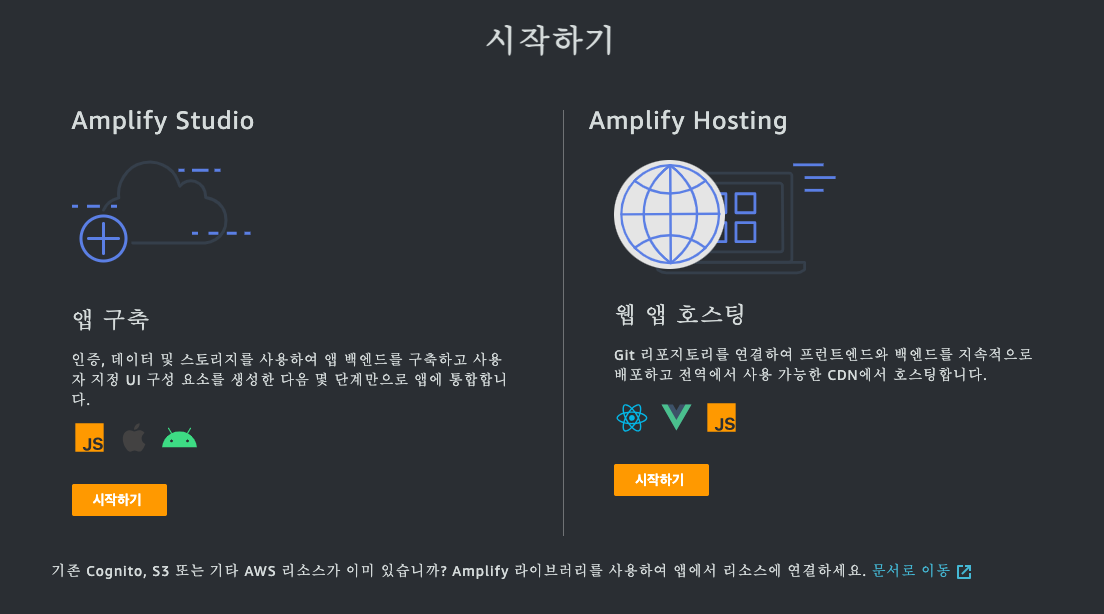 시작하기
Amplify Studio
앱 구축
인증, 데이터 및 스토리지를 사용하여 앱 백엔드를 구축하고 사용
자 지정 UI 구성 요소를 생성한 다음 몇 단계만으로 앱에 통합합니
다.
JS
시작하기
Amplify Hosting
웹 앱 호스팅
Git 리포지토리를 연결하여 프런트엔드와 백엔드를 지속적으로
배포하고 전역에서 사용 가능한 CDN에서 호스팅합니다.
JS
시작하기
기존 Cognito, S3 또는 기타 AWS 리소스가 이미 있습니까? Amplify 라이브러리를 사용하여 앱에서 리소스에 연결하세요. 문서로 이동